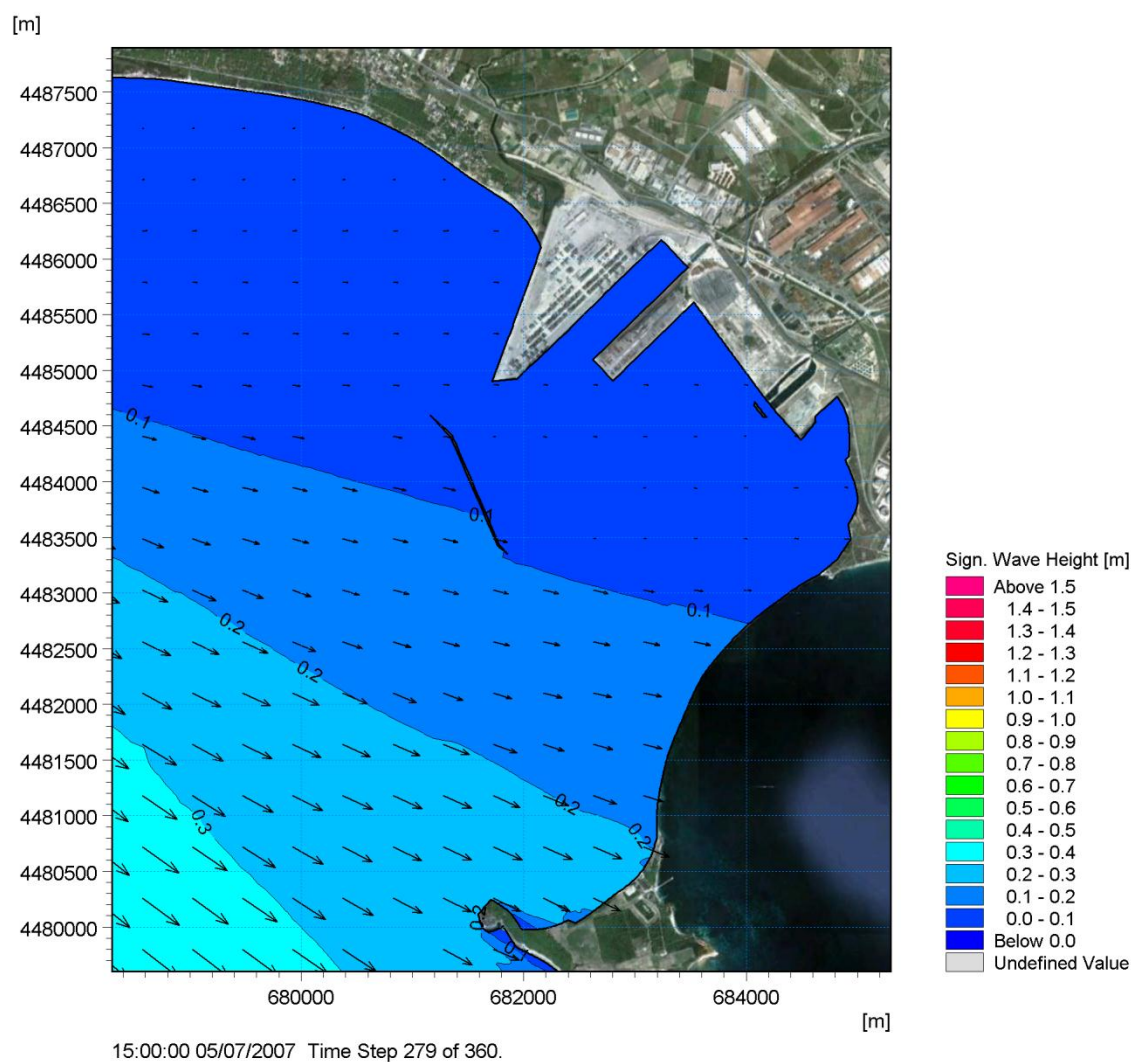 [m]
4487500
4487000
4486500
4486000
4485500
4485000
4484500
4484000
4483500
4483000
4482500
4482000
4481500
4481000
4480500
4480000
0.1
0.1
0.1
0.2
0.2
0.2
0.2
0.3
680000
682000
684000
[m]
Sign. Wave Height [m]
Above 1.5
1.4 - 1.5
1.3 - 1.4
1.2 - 1.3
1.1 - 1.2
1.0 - 1.1
0.9 - 1.0
0.8 - 0.9
0.7 - 0.8
0.6 - 0.7
0.5 - 0.6
0.4 - 0.5
0.3 - 0.4
0.2 - 0.3
0.1 - 0.2
0.0 - 0.1
Below 0.0
Undefined Value
15:00:00 05/07/2007 Time Step 279 of 360.